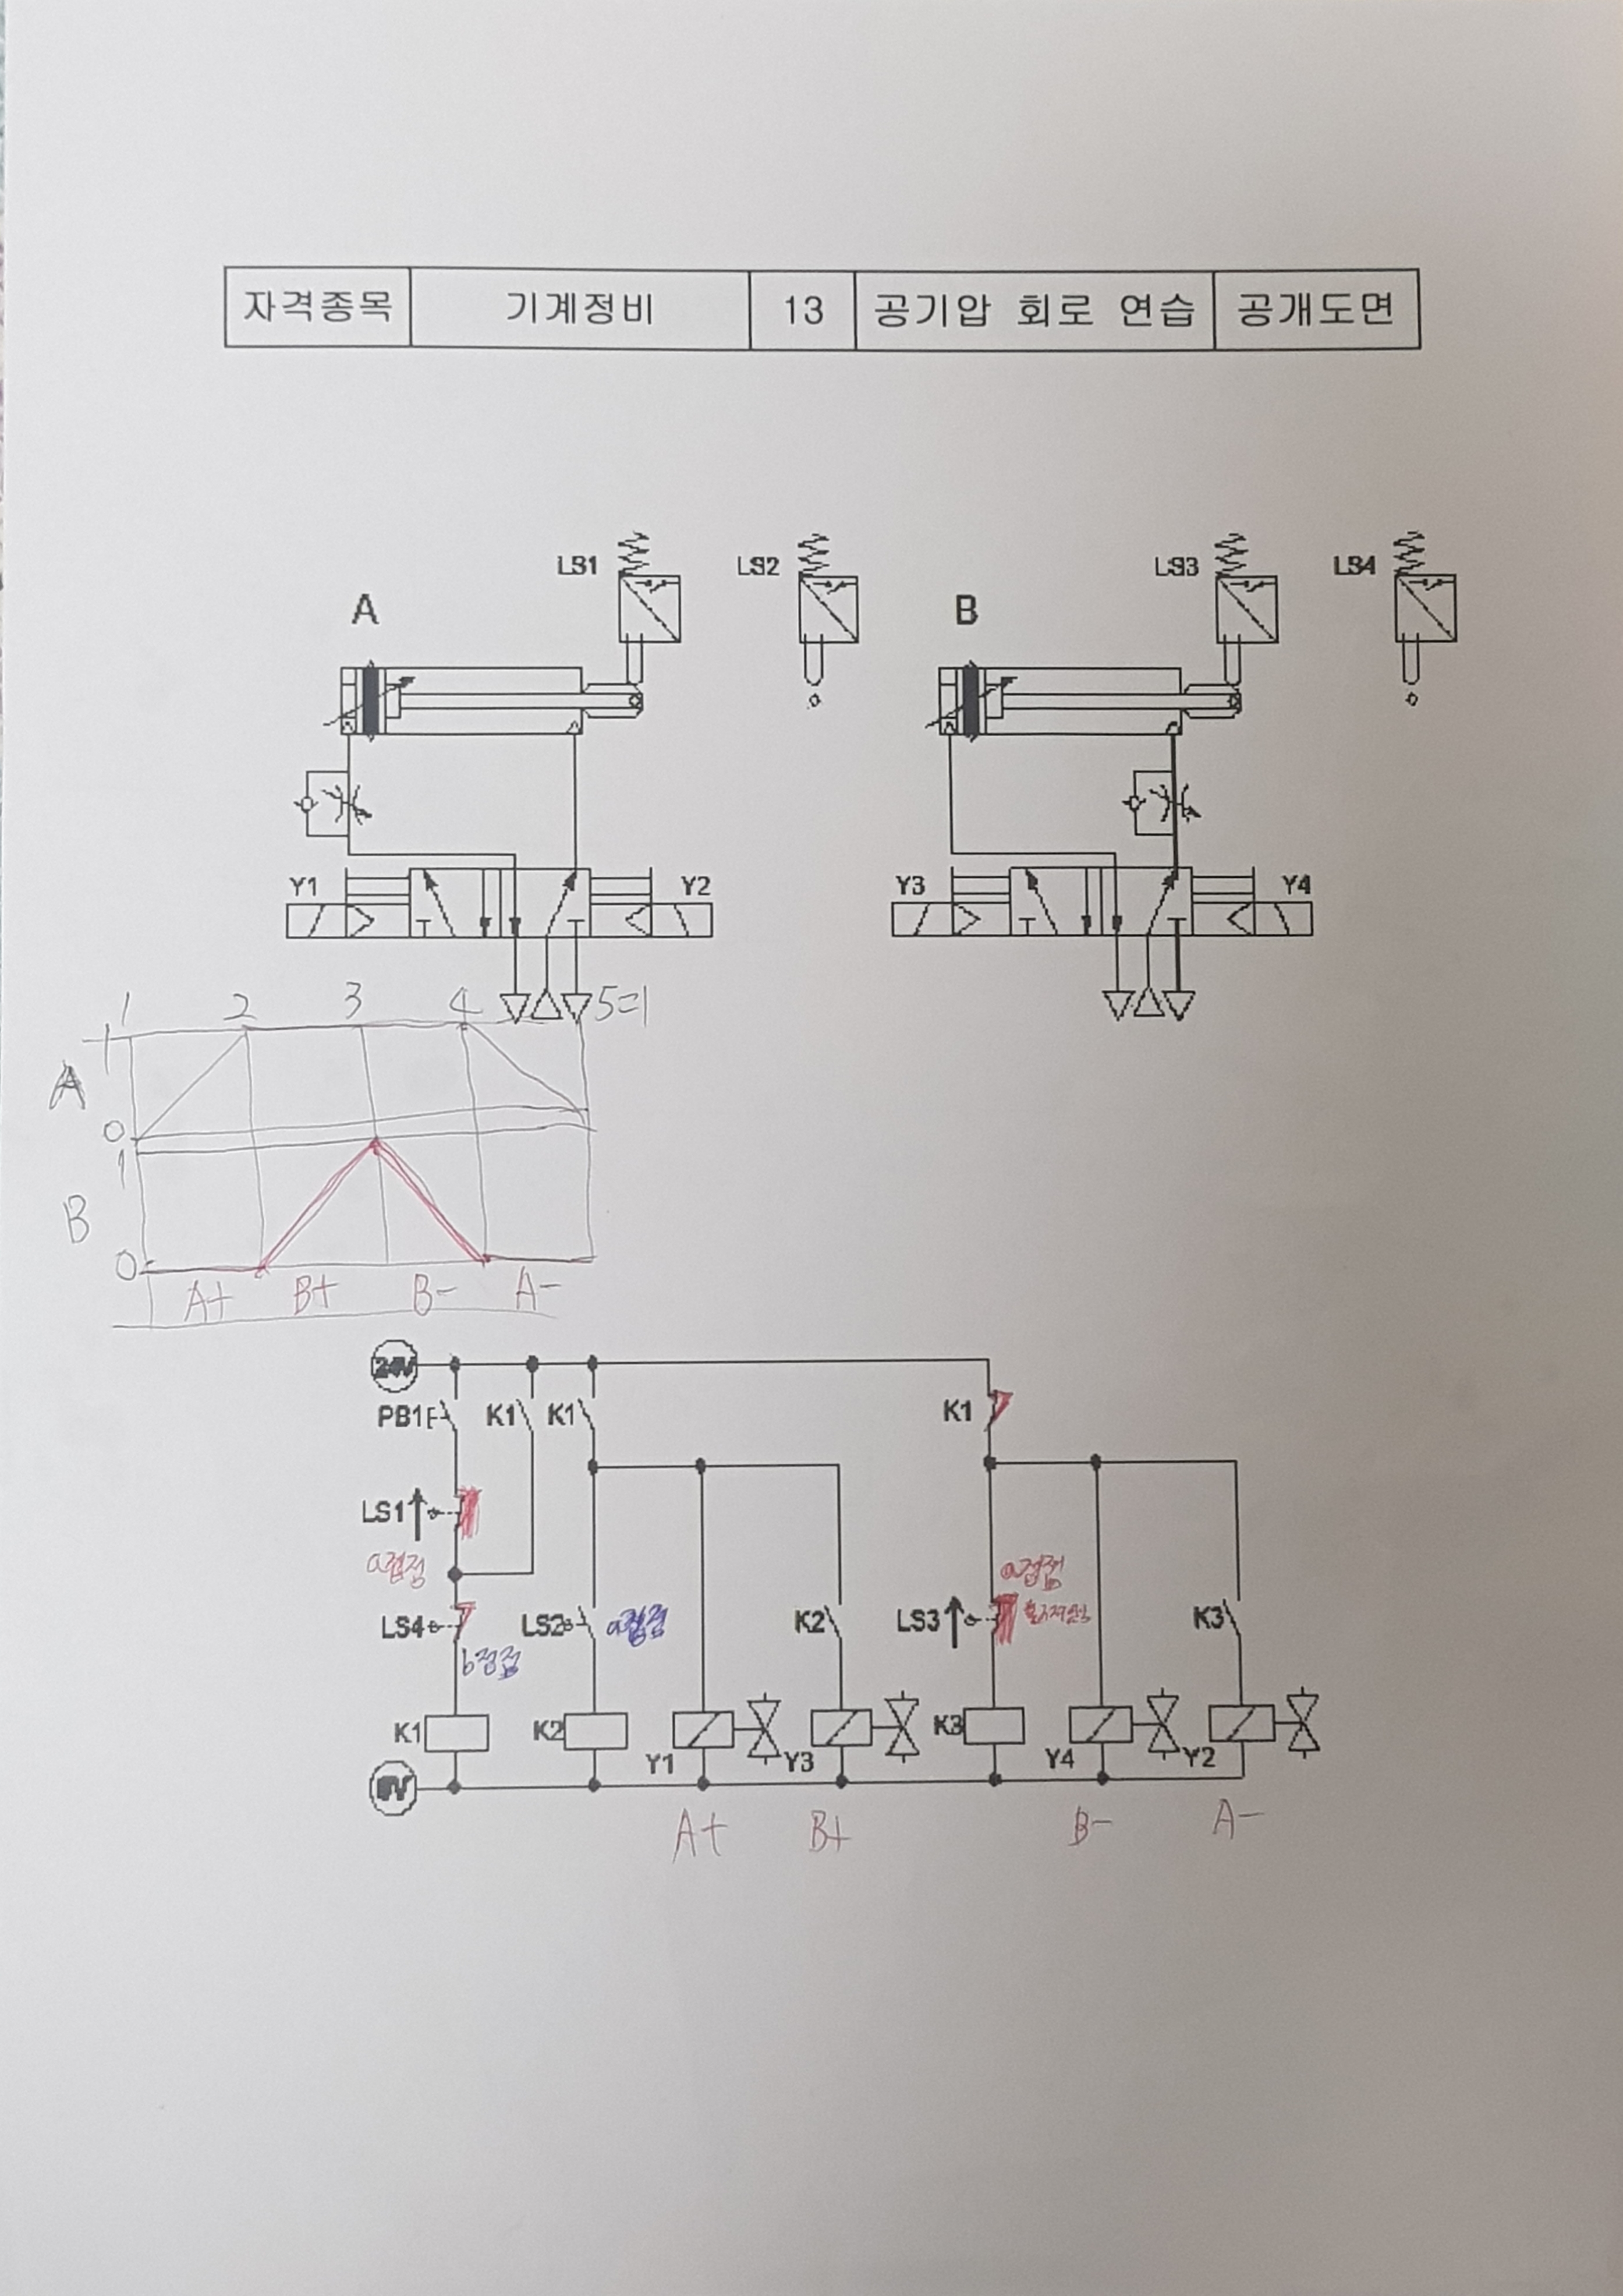 자격종목 기계정비 13 공기압 회로 연습 공개도면
LS1 LS2 LS3 LS4
A B
Y1 Y2 Y3 Y4
1 2 3 4 5=1
1
A
0
1
B
0
A+ B+ B- A-
24V
PB1 K1 K1 K1
LS1
a접점 a접점
LS4 LS2 a접점 K2 LS3 K3
b접점
K1 K2 Y1 Y3 K3 Y4 Y2
0V
A+ B+ B- A-